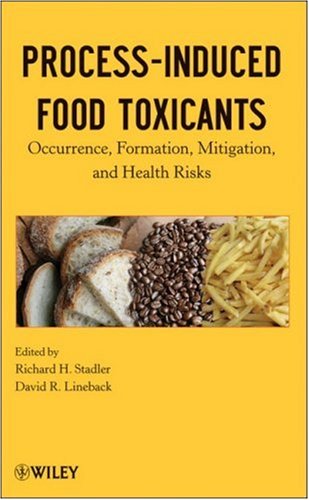 PROCESS-INDUCED
FOOD TOXICANTS
Occurrence, Formation, Mitigation,
and Health Risks
Edited by
Richard H. Stadler
David R. Lineback
WILEY